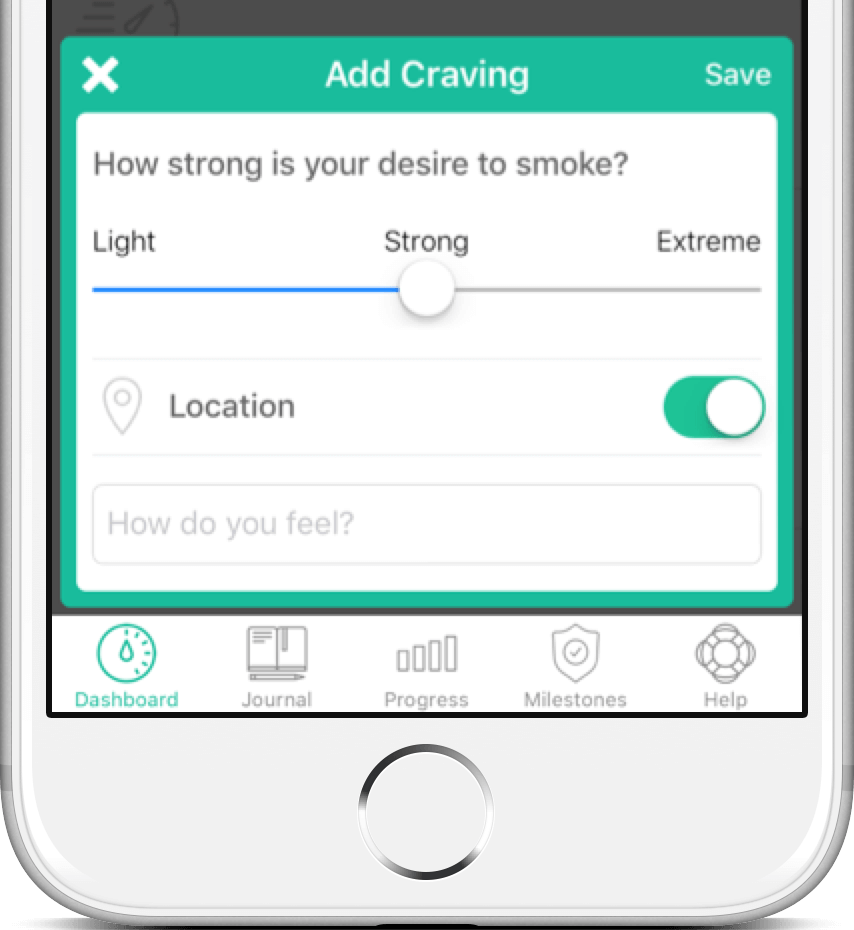 Add Craving Save
How strong is your desire to smoke?
Light Strong Extreme
Location
How do you feel?
Dashboard Journal Progress Milestones Help